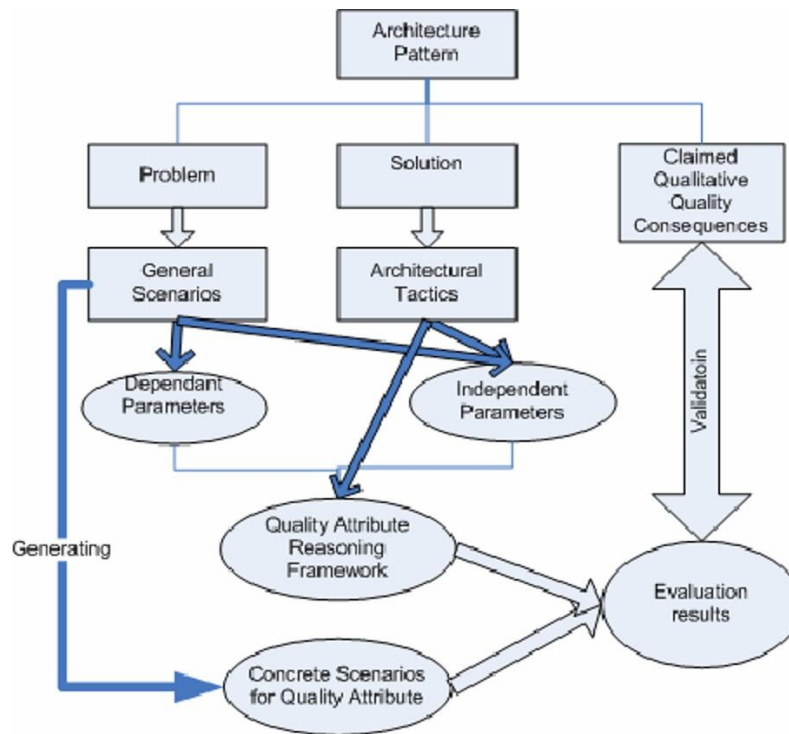 Architecture
Pattern
Problem
Solution
Claimed
Qualitative
Quality
Consequences
General
Scenarios
Architectural
Tactics
Dependant
Parameters
Independent
Parameters
Validatoin
Quality Attribute
Reasoning
Framework
Generating
Evaluation
results
Concrete Scenarios
for Quality Attribute